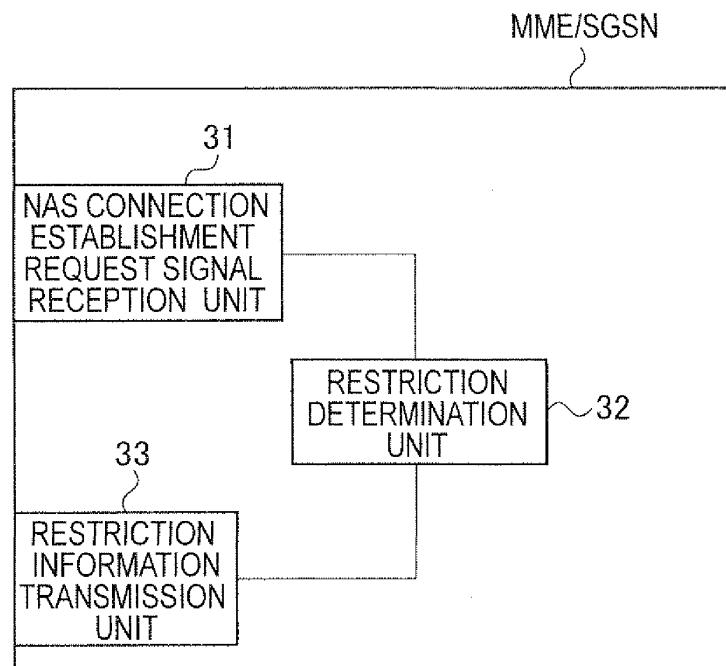 MME/SGSN
31
NAS CONNECTION
ESTABLISHMENT
REQUEST SIGNAL
RECEPTION UNIT
RESTRICTION
DETERMINATION
UNIT
32
33
RESTRICTION
INFORMATION
TRANSMISSION
UNIT